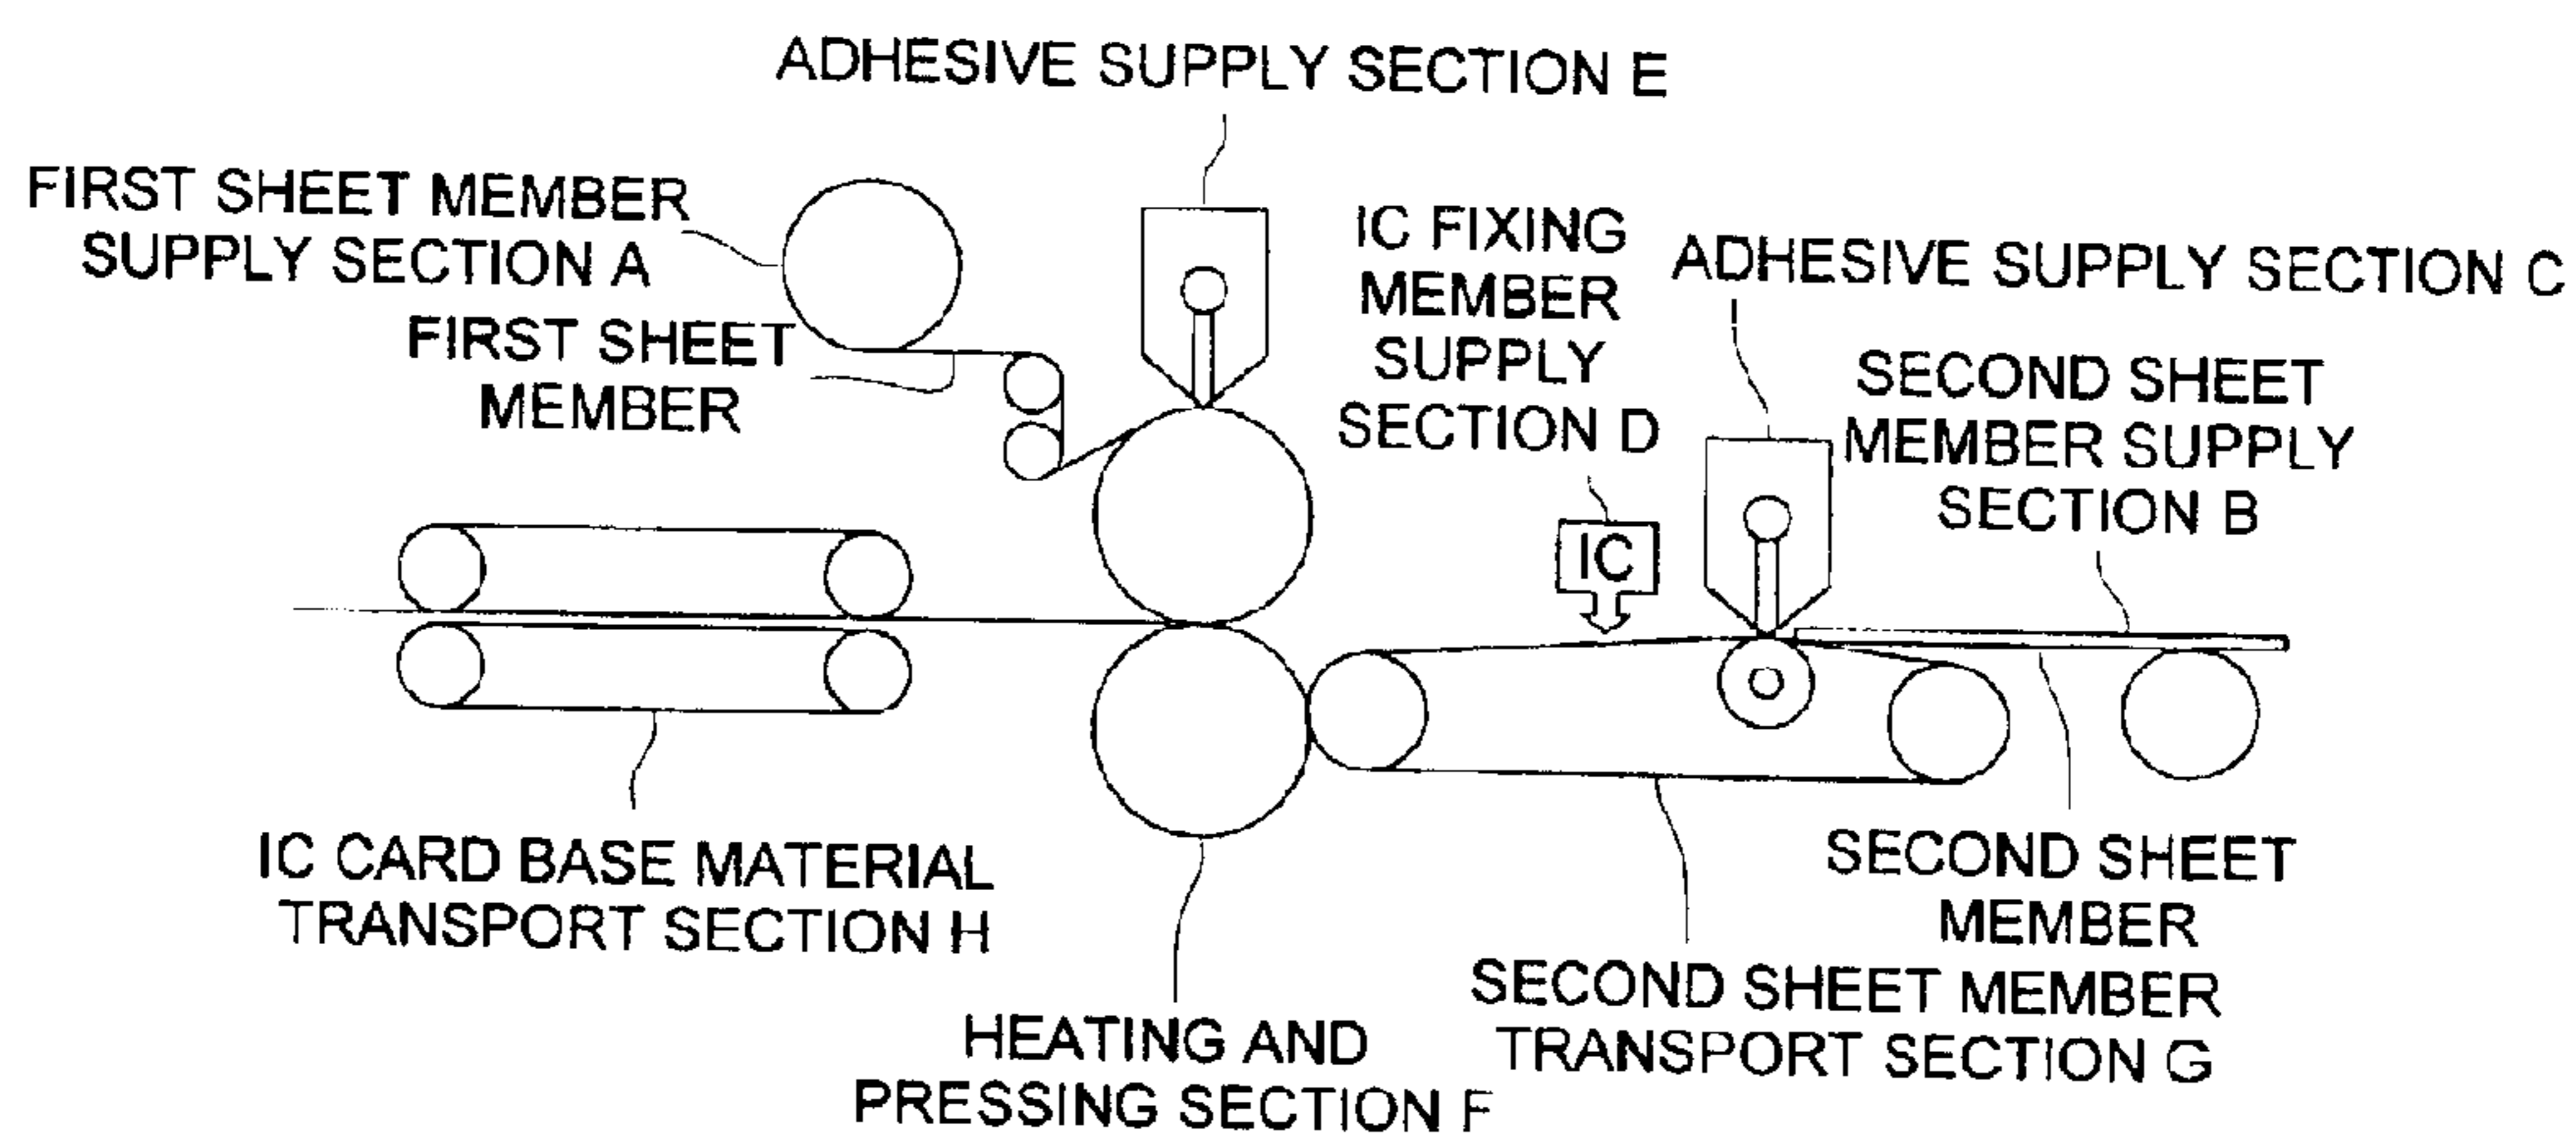 ADHESIVE SUPPLY SECTION E
FIRST SHEET MEMBER
SUPPLY SECTION A
FIRST SHEET
MEMBER
IC FIXING
MEMBER
SUPPLY
SECTION D
ADHESIVE SUPPLY SECTION C
SECOND SHEET
MEMBER SUPPLY
SECTION B
IC
IC CARD BASE MATERIAL
TRANSPORT SECTION H
HEATING AND
PRESSING SECTION F
SECOND SHEET
MEMBER
SECOND SHEET MEMBER
TRANSPORT SECTION G